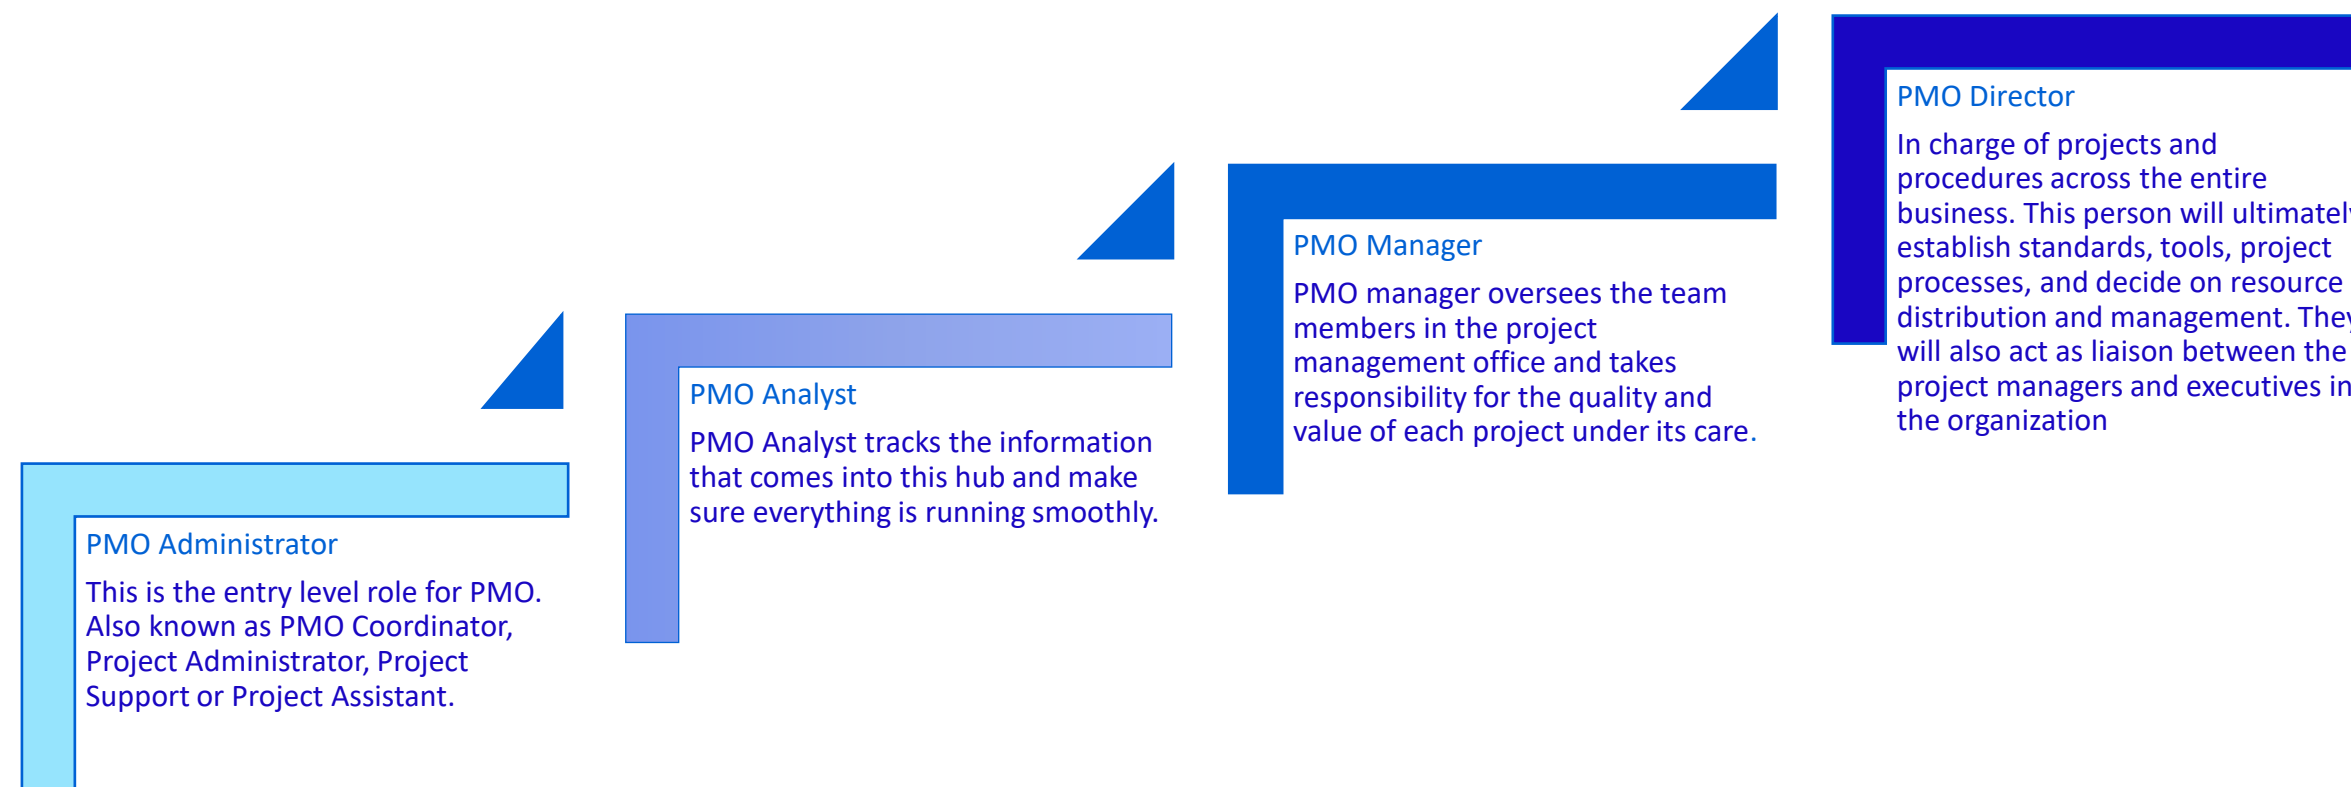 PMO Administrator
This is the entry level role for PMO.
Also known as PMO Coordinator,
Project Administrator, Project
Support or Project Assistant.
PMO Analyst
PMO Analyst tracks the information
that comes into this hub and make
sure everything is running smoothly.
PMO Manager
PMO manager oversees the team
members in the project
management office and takes
responsibility for the quality and
value of each project under its care.
PMO Director
In charge of projects and
procedures across the entire
business. This person will ultimately
establish standards, tools, project
processes, and decide on resource
distribution and management. They
will also act as liaison between the
project managers and executives in
the organization